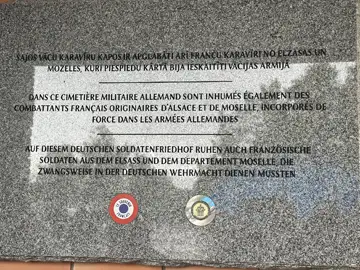 ŠAJOS VĀCU KARAVĪRU KAPOS IR APGLABĀTI ARĪ FRANČU KARAVĪRI NO ELZASAS UN
MOZELES, KURI PIESPIEDU KĀRTĀ BIJA IESKAITĪTI VĀCIJAS ARMIJĀ
DANS CE CIMETIÈRE MILITAIRE ALLEMAND SONT INHUMÉS ÉGALEMENT DES
COMBATTANTS FRANÇAIS ORIGINAIRES D'ALSACE ET DE MOSELLE, INCORPORÉS DE
FORCE DANS LES ARMÉES ALLEMANDES
AUF DIESEM DEUTSCHEN SOLDATENFRIEDHOF RUHEN AUCH FRANZÖSISCHE
SOLDATEN AUS DEM ELSASS UND DEM DEPARTEMENT MOSELLE, DIE
ZWANGSWEISE IN DER DEUTSCHEN WEHRMACHT DIENEN MUSSTEN